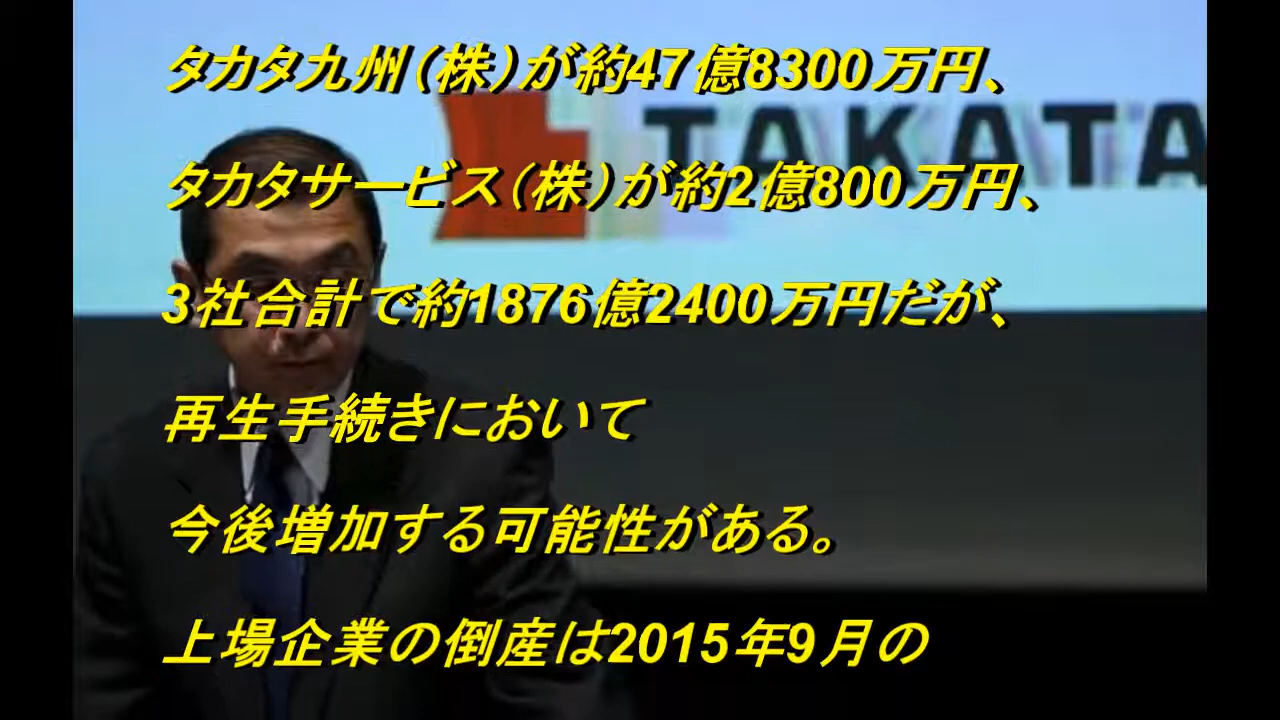 タカタ九州（株）が約47億8300万円、
TAKATA
タカタサービス（株）が約2億800万円、
3社合計で約1876億2400万円だが、
再生手続きにおいて
今後増加する可能性がある。
上場企業の倒産は2015年9月の